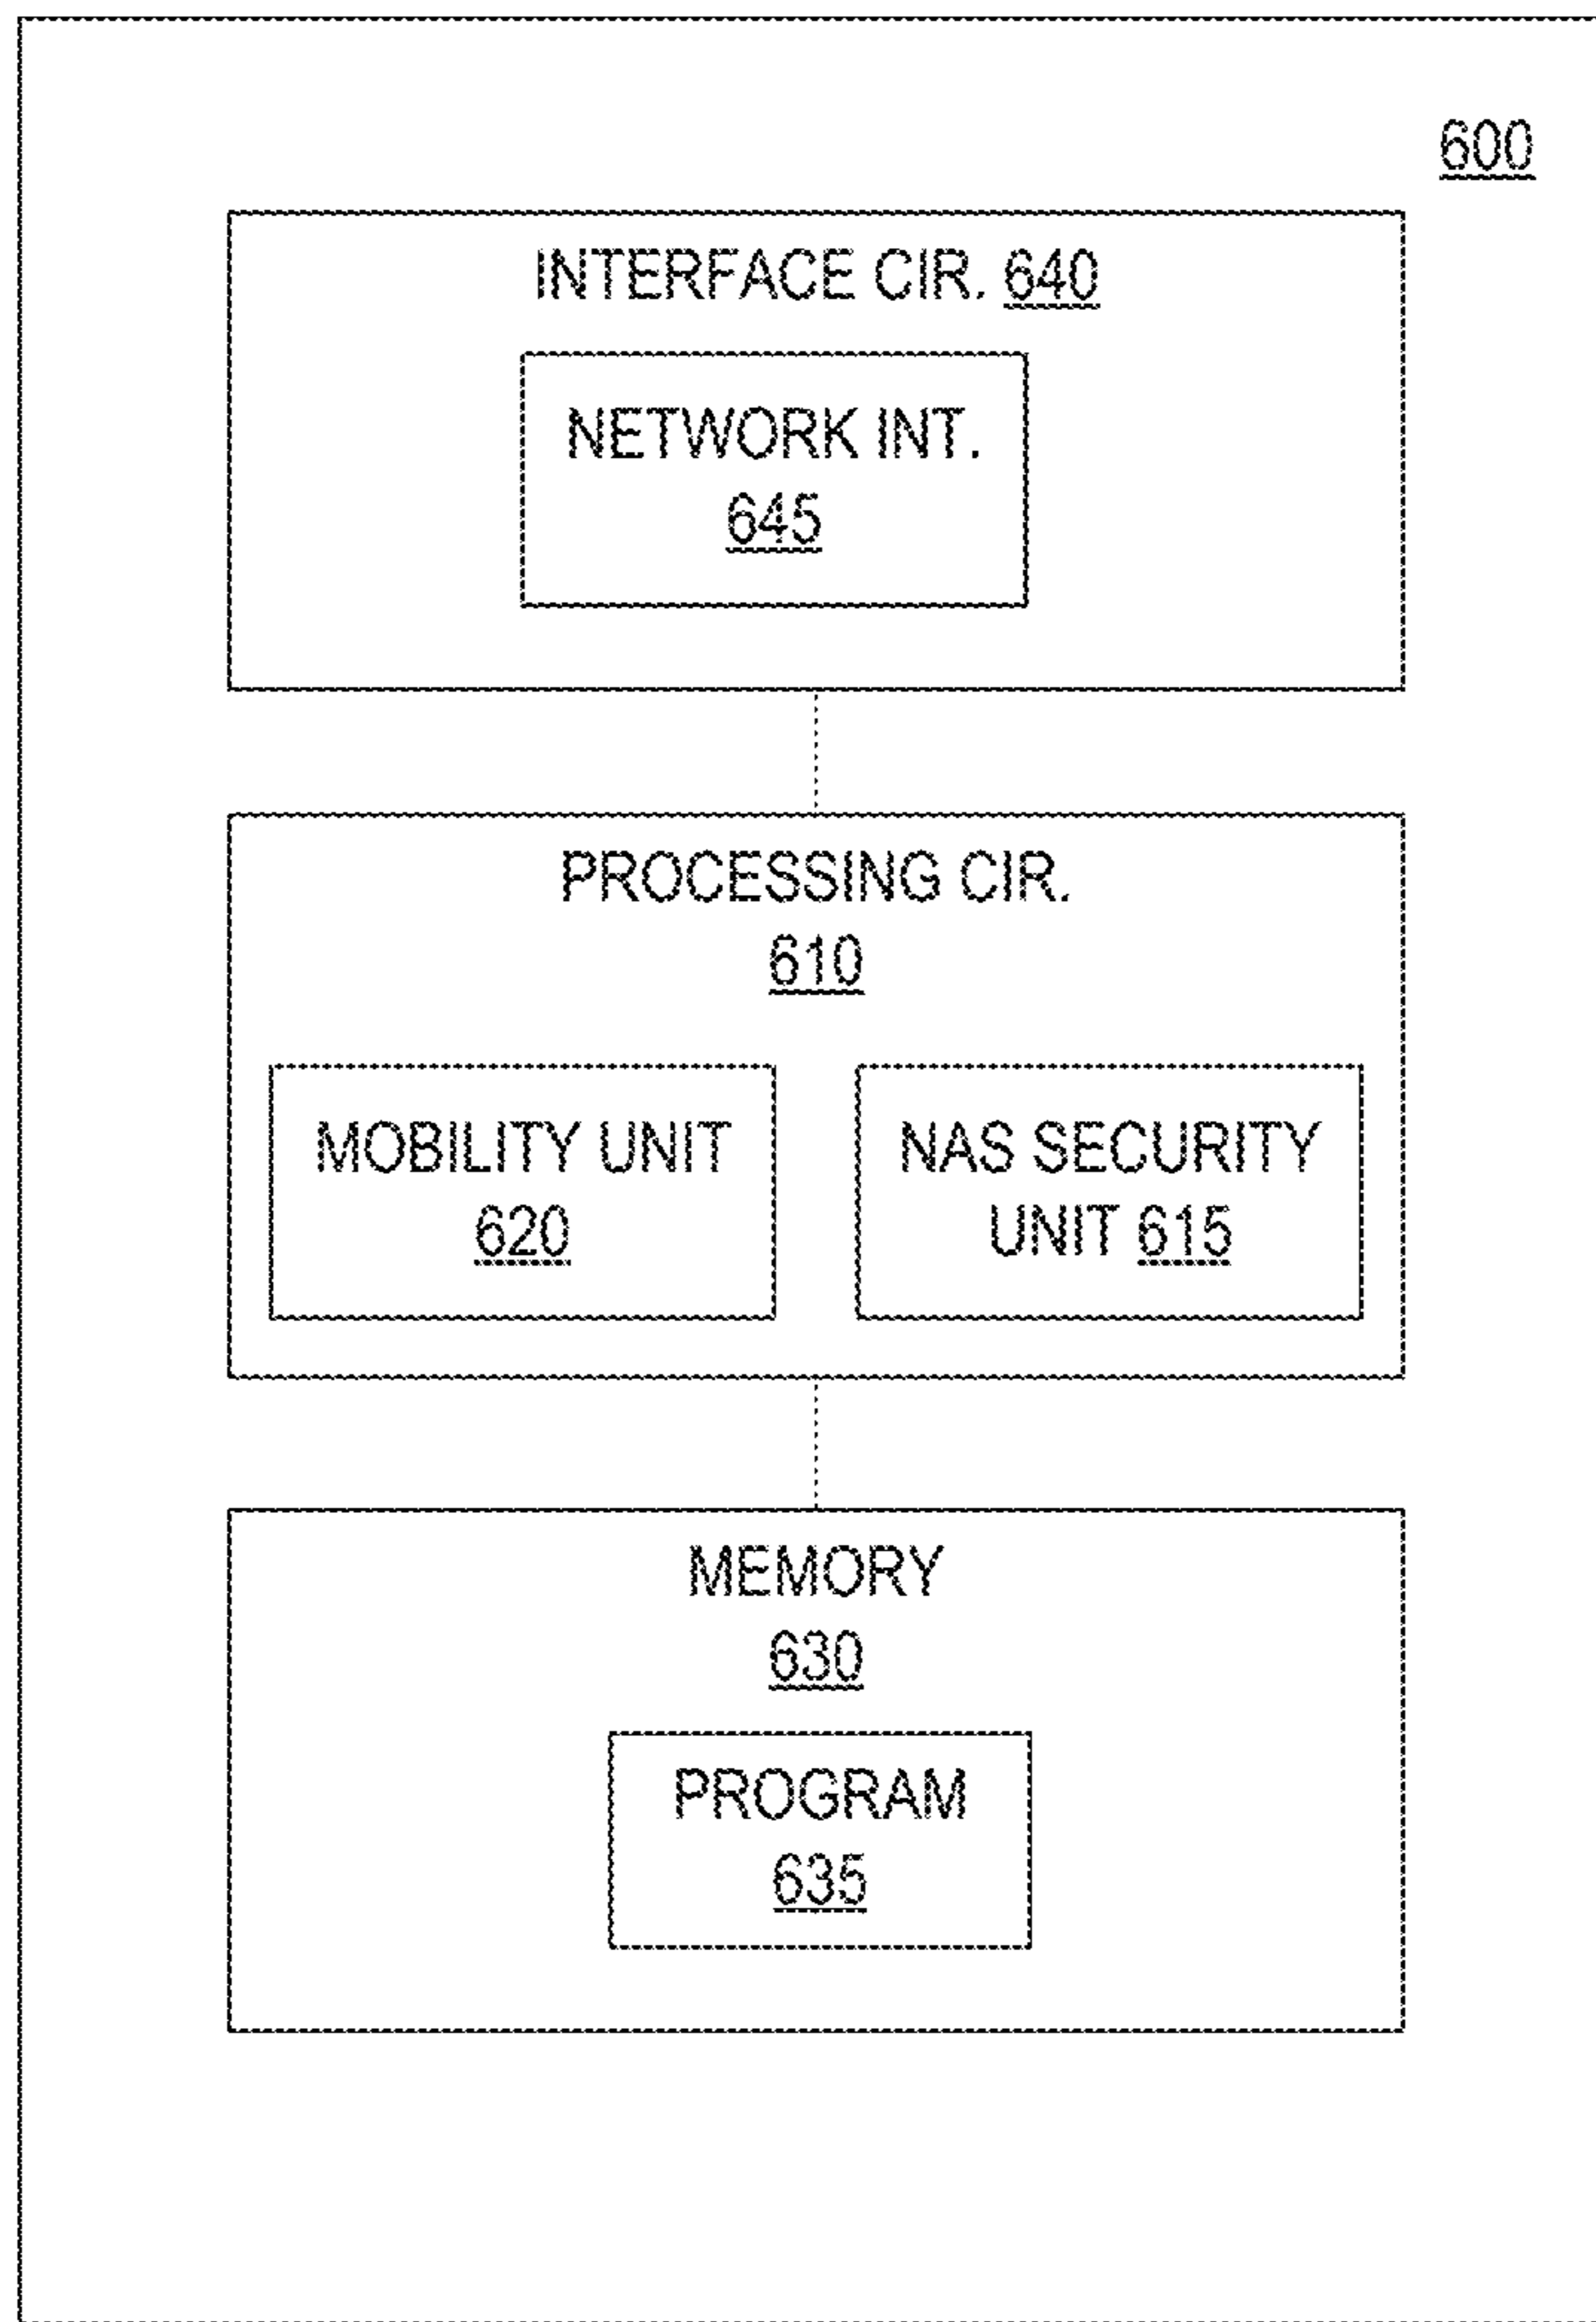 600
INTERFACE CIR. 640
NETWORK INT.
645
PROCESSING CIR.
610
MOBILITY UNIT
620
NAS SECURITY
UNIT 615
MEMORY
630
PROGRAM
635